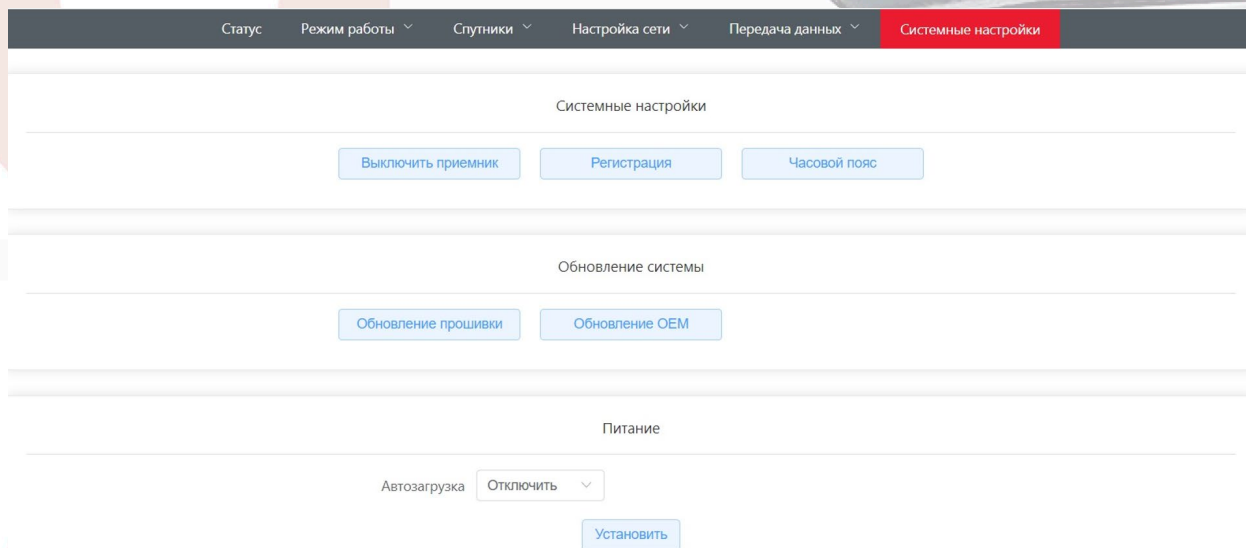 Статус Режим работы Спутники Настройка сети Передача данных Системные настройки
Системные настройки
Выключить приемник Регистрация Часовой пояс
Обновление системы
Обновление прошивки Обновление OEM
Питание
Автозагрузка Отключить
Установить